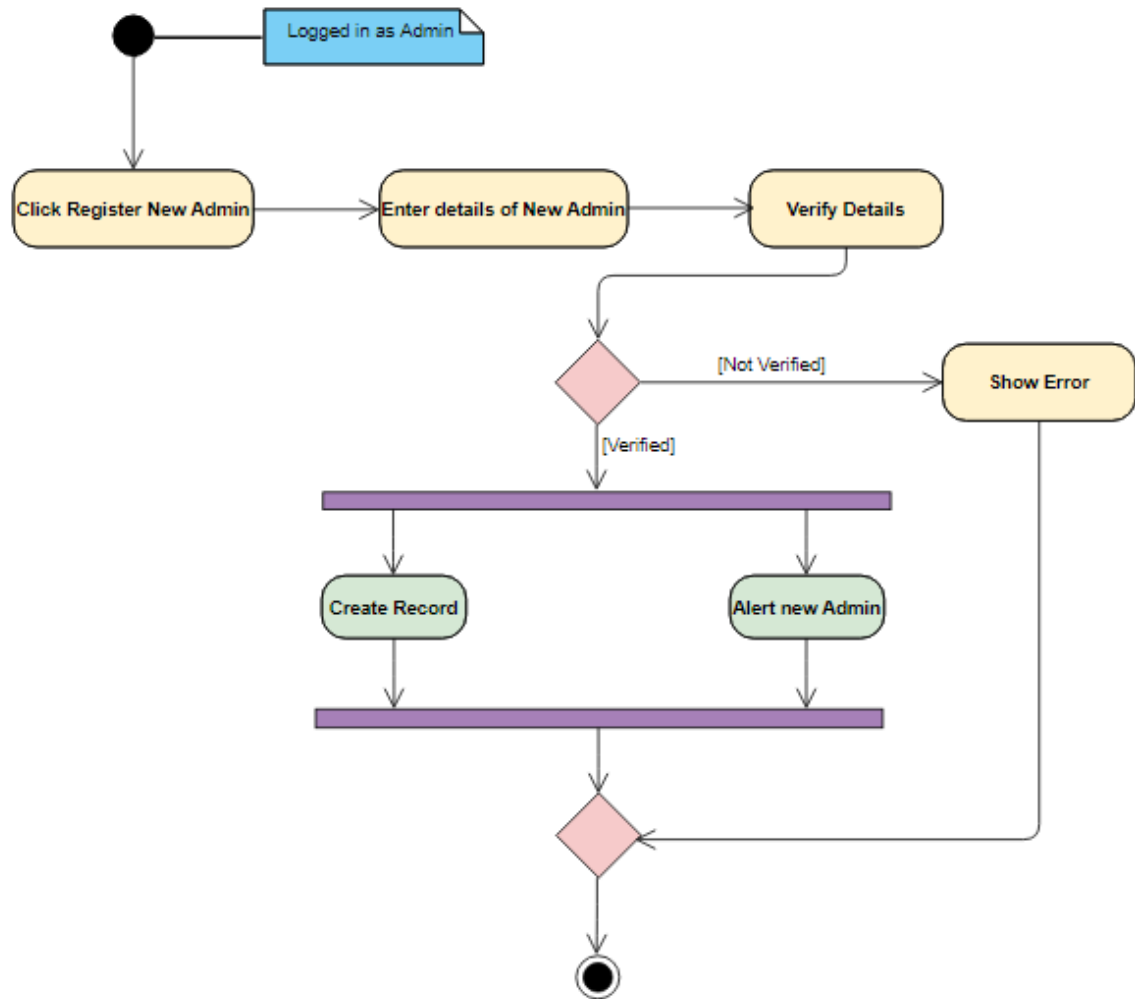 Logged in as Admin
Click Register New Admin
Enter details of New Admin
Verify Details
[Not Verified]
Show Error
[Verified]
Create Record
Alert new Admin